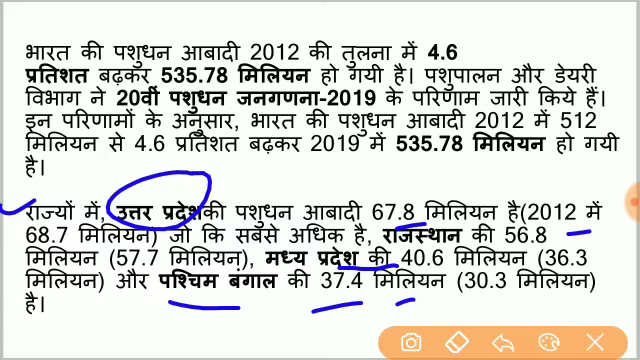 भारत की पशुधन आबादी 2012 की तुलना में 4.6
प्रतिशत बढ़कर 535.78 मिलियन हो गयी है। पशुपालन और डेयरी
विभाग ने 20वीं पशुधन जनगणना-2019 के परिणाम जारी किये हैं।
इन परिणामों के अनुसार, भारत की पशुधन आबादी 2012 में 512
मिलियन से 4.6 प्रतिशत बढ़कर 2019 में 535.78 मिलियन हो गयी
है।
राज्यों में, उत्तर प्रदेशकी पशुधन आबादी 67.8 मिलियन है(2012 में
68.7 मिलियन) जो कि सबसे अधिक है, राजस्थान की 56.8
मिलियन (57.7 मिलियन), मध्य प्रदेश की 40.6 मिलियन (36.3
मिलियन) और पश्चिम बंगाल की 37.4 मिलियन (30.3 मिलियन)
है।